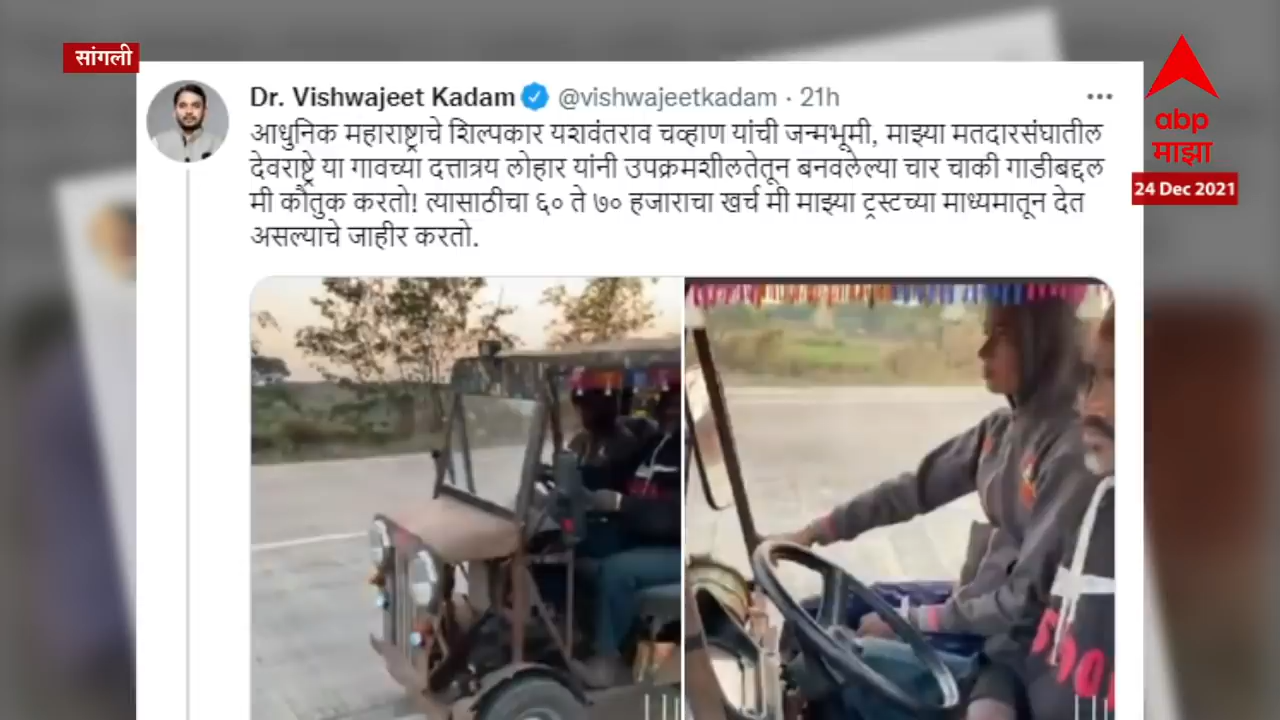 सांगली
Dr. Vishwajeet Kadam @vishwajeetkadam · 21h
आधुनिक महाराष्ट्राचे शिल्पकार यशवंतराव चव्हाण यांची जन्मभूमी, माझ्या मतदारसंघातील
देवराष्ट्रे या गावच्या दत्तात्रय लोहार यांनी उपक्रमशीलतेतून बनवलेल्या चार चाकी गाडीबद्दल
मी कौतुक करतो! त्यासाठीचा ६० ते ७० हजाराचा खर्च मी माझ्या ट्रस्टच्या माध्यमातून देत
असल्याचे जाहीर करतो.
abp
माझा
24 Dec 2021